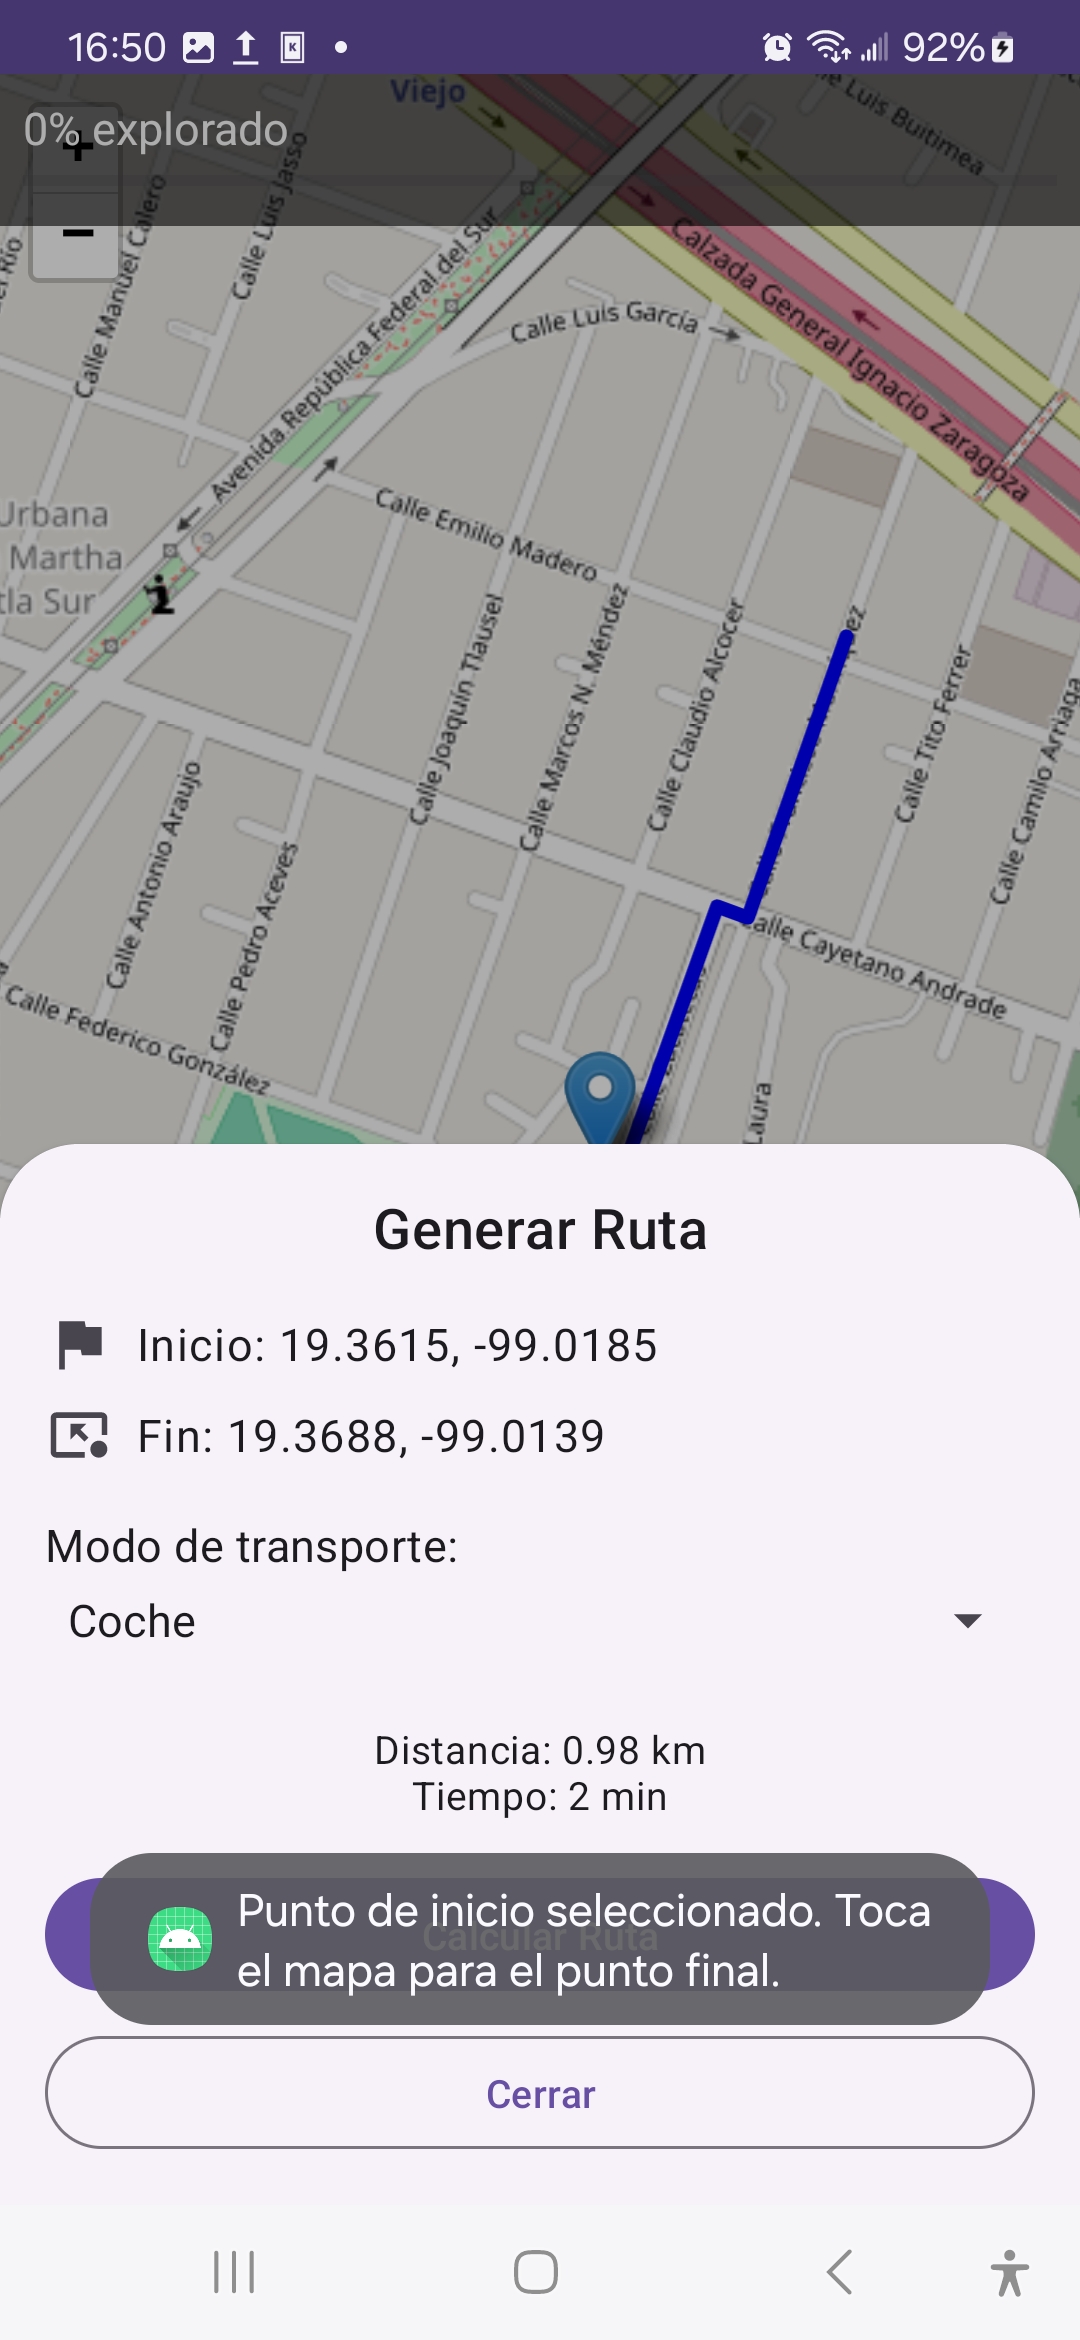 16:50
92%
0% explorado
Viejo
Luis Buitimea
Calle Luis Jasso
Calle Manuel Calero
Avenida República Federal del Sur
Calle Luis García
Calzada General Ignacio Zaragoza
Urbana
Martha
tla Sur
Calle Emilio Madero
Calle Joaquín Tlausel
Calle Marcos N. Méndez
Calle Claudio Alcocer
ez
Calle Tito Ferrer
Calle Camilo Arriaga
Calle Antonio Araujo
Calle Pedro Aceves
Calle Cayetano Andrade
Calle Federico González
Laura
Generar Ruta
Inicio: 19.3615, -99.0185
Fin: 19.3688, -99.0139
Modo de transporte:
Coche
Distancia: 0.98 km
Tiempo: 2 min
Calcular Ruta
Punto de inicio seleccionado. Toca
el mapa para el punto final.
Cerrar